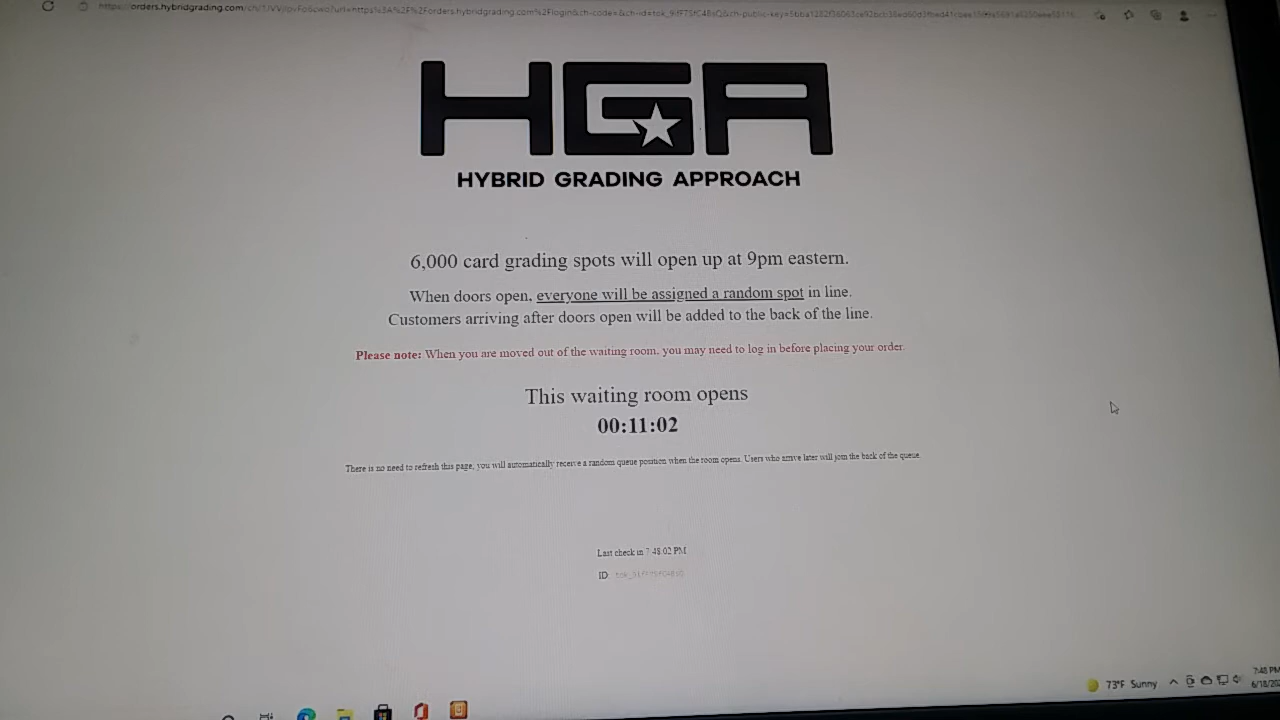 HGA
HYBRID GRADING APPROACH
6,000 card grading spots will open up at 9pm eastern.
When doors open, everyone will be assigned a random spot in line.
Customers arriving after doors open will be added to the back of the line.
Please note: When you are moved out of the waiting room, you may need to log in before placing your order.
This waiting room opens
00:11:02
There is no need to refresh this page, you will automatically receive a random queue position when the room opens. Users who arrive later will join the back of the queue.
Last check in 7:48:02 PM
ID:
73°F Sunny
7:48 PM